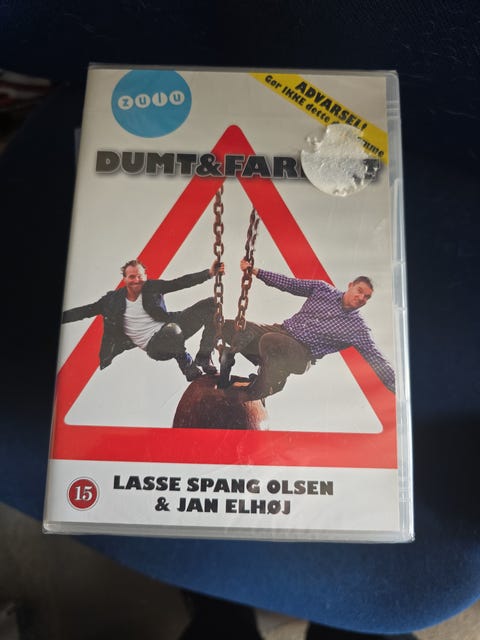 zulu
ADVARSEL!
Gør IKKE dette
DUMT&FAR
LASSE SPANG OLSEN
& JAN ELHØJ
15